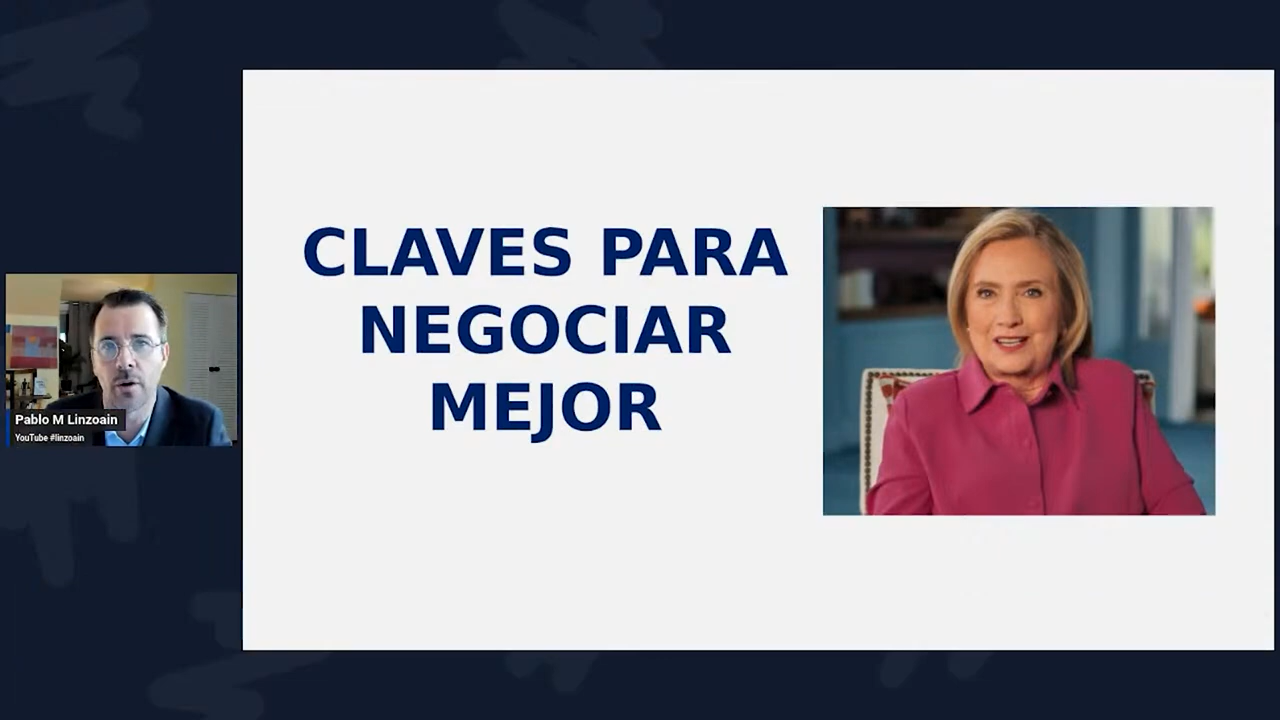 CLAVES PARA
NEGOCIAR
MEJOR
Pablo M Linzoain
YouTube #linzoain